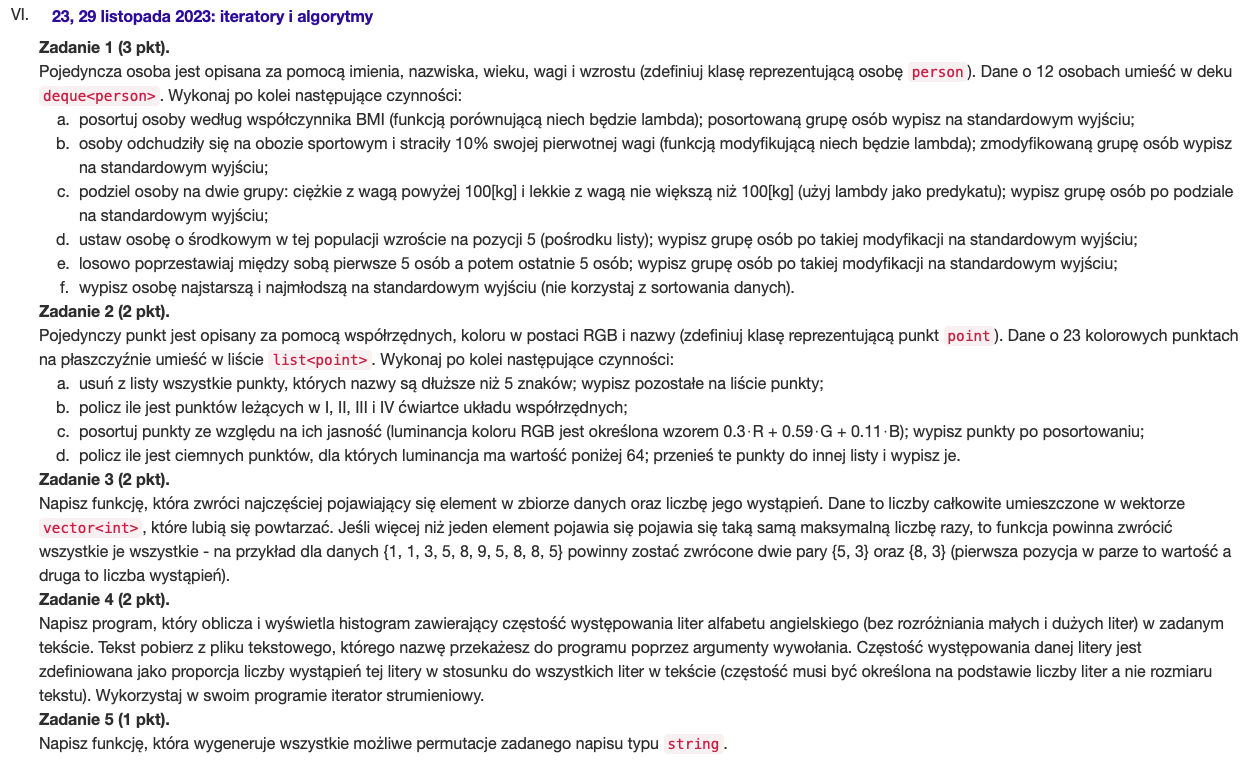 VI. 23, 29 listopada 2023: iteratory i algorytmy
Zadanie 1 (3 pkt).
Pojedyncza osoba jest opisana za pomocą imienia, nazwiska, wieku, wagi i wzrostu (zdefiniuj klasę reprezentującą osobę person). Dane o 12 osobach umieść w deku
deque<person>. Wykonaj po kolei następujące czynności:
a. posortuj osoby według współczynnika BMI (funkcją porównującą niech będzie lambda); posortowaną grupę osób wypisz na standardowym wyjściu;
b. osoby odchudziły się na obozie sportowym i straciły 10% swojej pierwotnej wagi (funkcją modyfikującą niech będzie lambda); zmodyfikowaną grupę osób wypisz
na standardowym wyjściu;
c. podziel osoby na dwie grupy: ciężkie z wagą powyżej 100[kg] i lekkie z wagą nie większą niż 100[kg] (użyj lambdy jako predykatu); wypisz grupę osób po podziale
na standardowym wyjściu;
d. ustaw osobę o środkowym w tej populacji wzroście na pozycji 5 (pośrodku listy); wypisz grupę osób po takiej modyfikacji na standardowym wyjściu;
e. losowo poprzestawiaj między sobą pierwsze 5 osób a potem ostatnie 5 osób; wypisz grupę osób po takiej modyfikacji na standardowym wyjściu;
f. wypisz osobę najstarszą i najmłodszą na standardowym wyjściu (nie korzystaj z sortowania danych).
Zadanie 2 (2 pkt).
Pojedynczy punkt jest opisany za pomocą współrzędnych, koloru w postaci RGB i nazwy (zdefiniuj klasę reprezentującą punkt point). Dane o 23 kolorowych punktach
na płaszczyźnie umieść w liście list<point>. Wykonaj po kolei następujące czynności:
a. usuń z listy wszystkie punkty, których nazwy są dłuższe niż 5 znaków; wypisz pozostałe na liście punkty;
b. policz ile jest punktów leżących w I, II, III i IV ćwiartce układu współrzędnych;
c. posortuj punkty ze względu na ich jasność (luminancja koloru RGB jest określona wzorem 0.3·R + 0.59·G + 0.11·B); wypisz punkty po posortowaniu;
d. policz ile jest ciemnych punktów, dla których luminancja ma wartość poniżej 64; przenieś te punkty do innej listy i wypisz je.
Zadanie 3 (2 pkt).
Napisz funkcję, która zwróci najczęściej pojawiający się element w zbiorze danych oraz liczbę jego wystąpień. Dane to liczby całkowite umieszczone w wektorze
vector<int>, które lubią się powtarzać. Jeśli więcej niż jeden element pojawia się pojawia się taką samą maksymalną liczbę razy, to funkcja powinna zwrócić
wszystkie je wszystkie - na przykład dla danych {1, 1, 3, 5, 8, 9, 5, 8, 8, 5} powinny zostać zwrócone dwie pary {5, 3} oraz {8, 3} (pierwsza pozycja w parze to wartość a
druga to liczba wystąpień).
Zadanie 4 (2 pkt).
Napisz program, który oblicza i wyświetla histogram zawierający częstość występowania liter alfabetu angielskiego (bez rozróżniania małych i dużych liter) w zadanym
tekście. Tekst pobierz z pliku tekstowego, którego nazwę przekażesz do programu poprzez argumenty wywołania. Częstość występowania danej litery jest
zdefiniowana jako proporcja liczby wystąpień tej litery w stosunku do wszystkich liter w tekście (częstość musi być określona na podstawie liczby liter a nie rozmiaru
tekstu). Wykorzystaj w swoim programie iterator strumieniowy.
Zadanie 5 (1 pkt).
Napisz funkcję, która wygeneruje wszystkie możliwe permutacje zadanego napisu typu string.